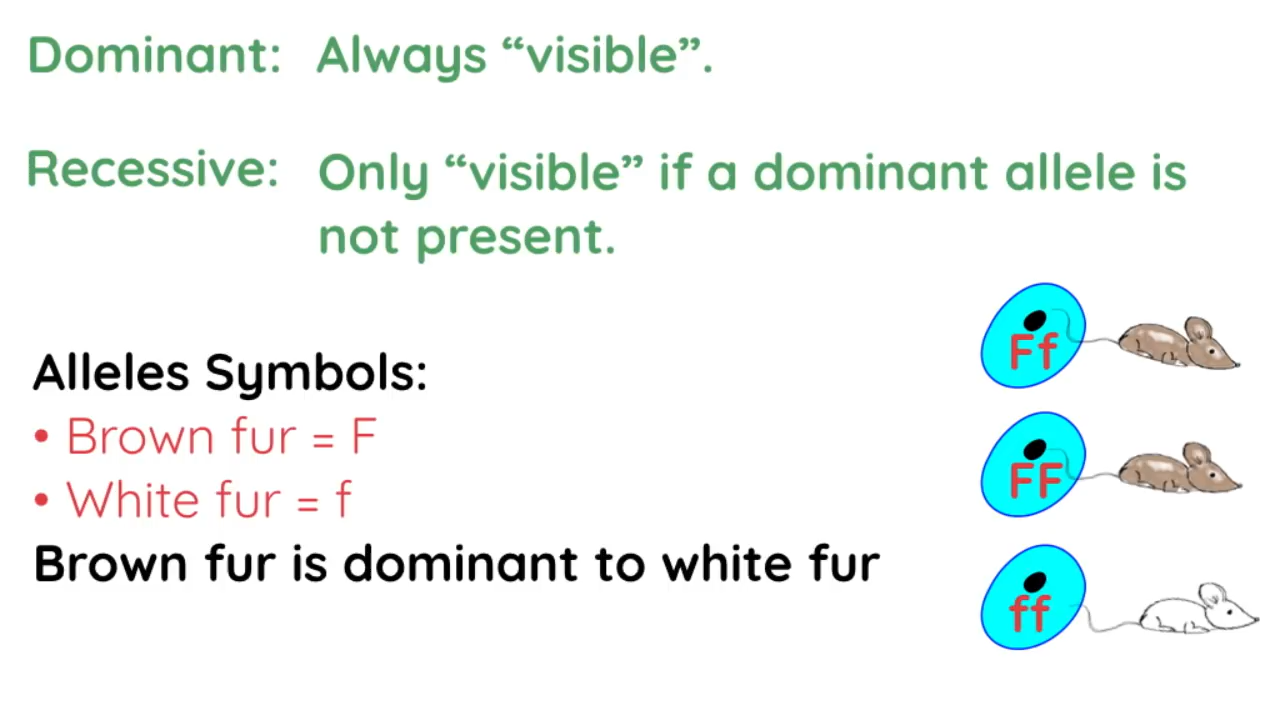 Dominant: Always “visible”.
Recessive: Only “visible” if a dominant allele is
not present.
Alleles Symbols:
• Brown fur = F
• White fur = f
Brown fur is dominant to white fur
Ff
FF
ff